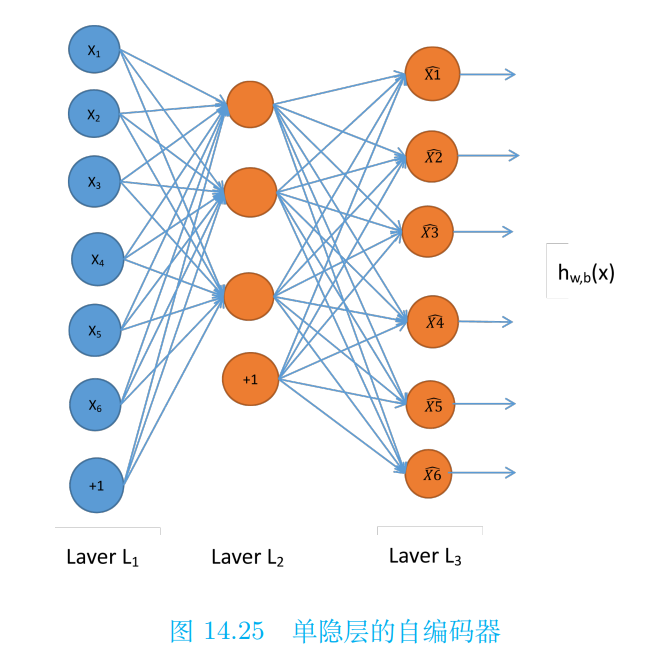 X₁
X₂
X₃
X₄
X₅
X₆
+1
+1
X̂1
X̂2
X̂3
X̂4
X̂5
X̂6
h_{w,b}(x)
Laver L₁
Laver L₂
Laver L₃
图 14.25 单隐层的自编码器